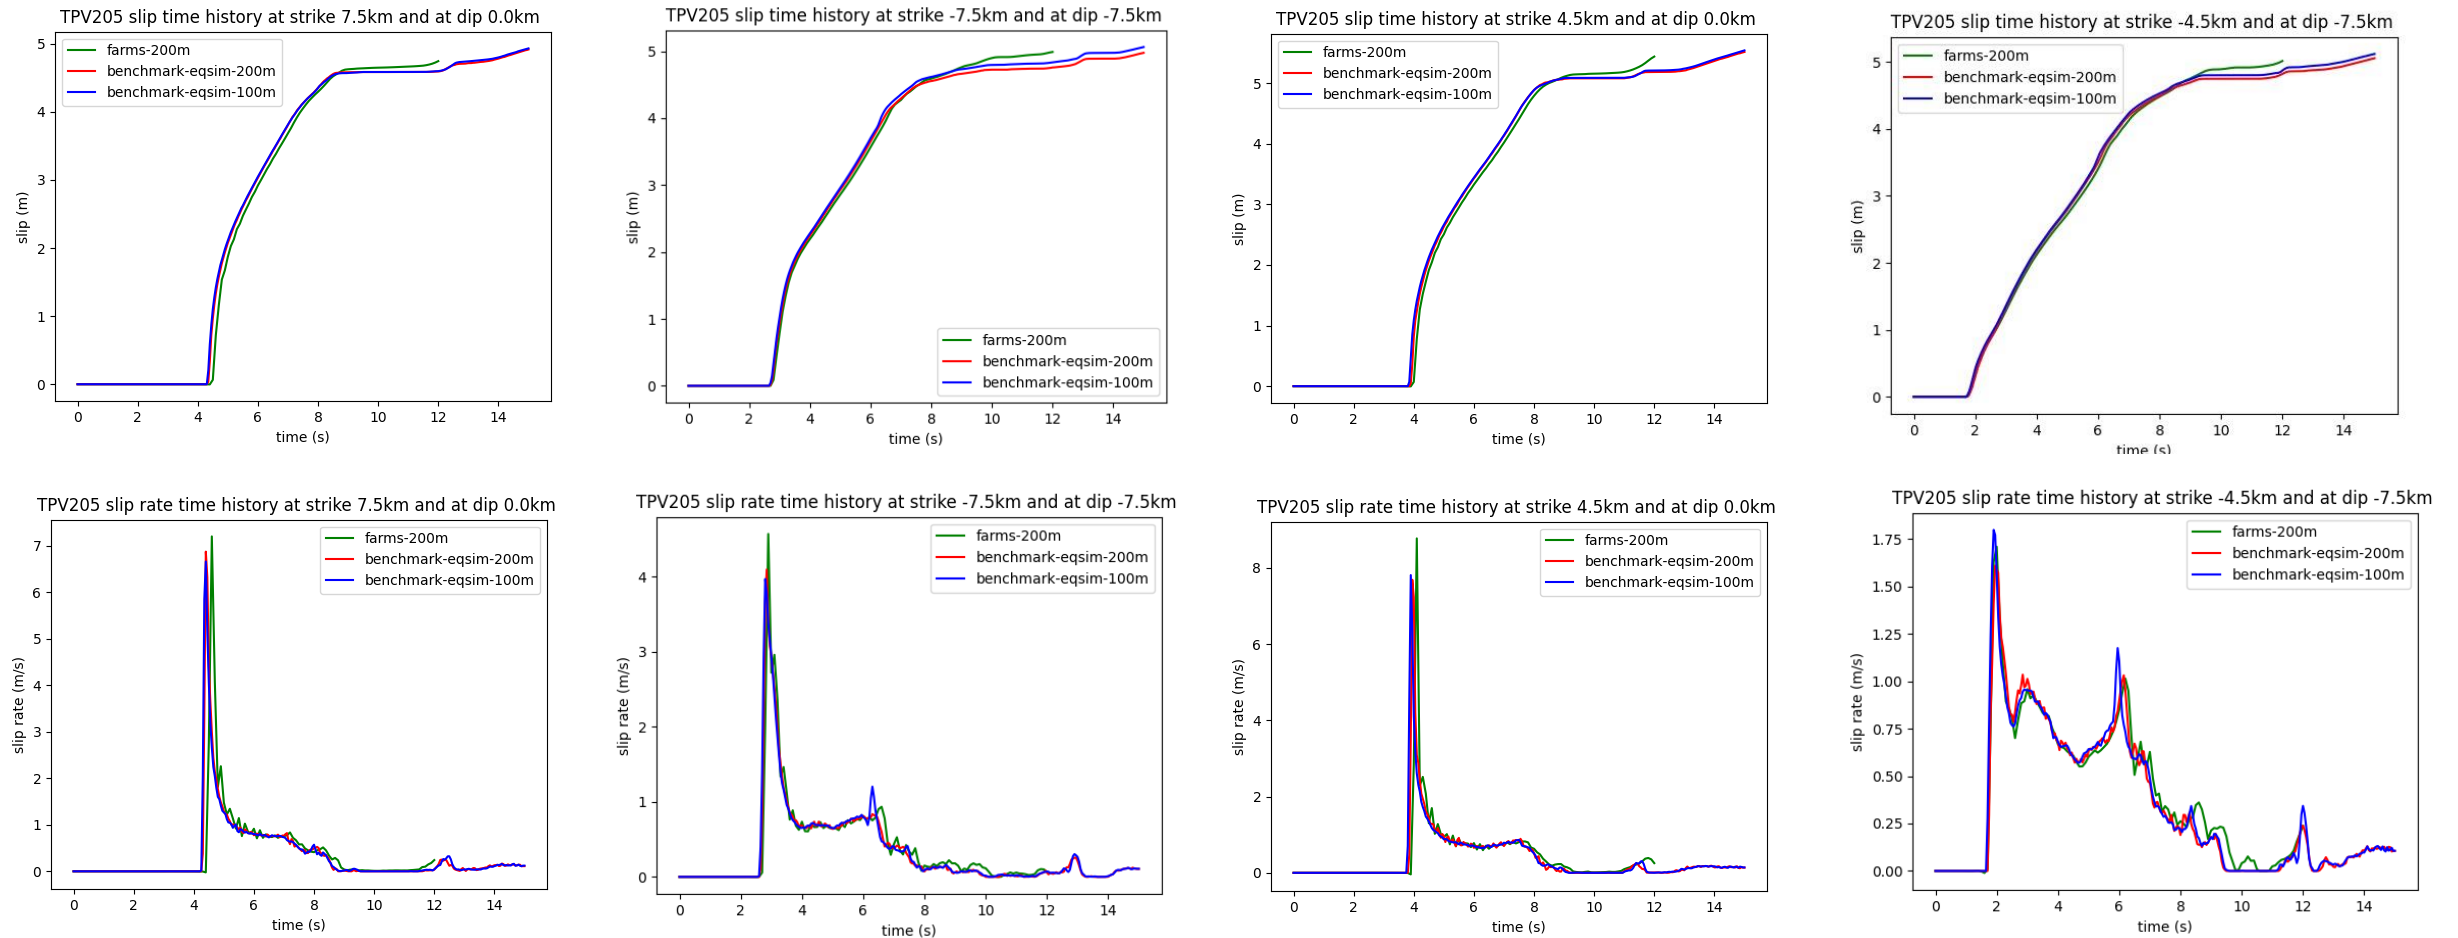 TPV205 slip time history at strike 7.5km and at dip 0.0km
farms-200m
benchmark-eqsim-200m
benchmark-eqsim-100m
slip (m)
5
4
3
2
1
0
0 2 4 6 8 10 12 14
time (s)
TPV205 slip time history at strike -7.5km and at dip -7.5km
slip (m)
5
4
3
2
1
0
farms-200m
benchmark-eqsim-200m
benchmark-eqsim-100m
0 2 4 6 8 10 12 14
time (s)
TPV205 slip time history at strike 4.5km and at dip 0.0km
farms-200m
benchmark-eqsim-200m
benchmark-eqsim-100m
slip (m)
5
4
3
2
1
0
0 2 4 6 8 10 12 14
time (s)
TPV205 slip time history at strike -4.5km and at dip -7.5km
farms-200m
benchmark-eqsim-200m
benchmark-eqsim-100m
slip (m)
5
4
3
2
1
0
0 2 4 6 8 10 12 14
time (s)
TPV205 slip rate time history at strike 7.5km and at dip 0.0km
farms-200m
benchmark-eqsim-200m
benchmark-eqsim-100m
slip rate (m/s)
7
6
5
4
3
2
1
0
0 2 4 6 8 10 12 14
time (s)
TPV205 slip rate time history at strike -7.5km and at dip -7.5km
farms-200m
benchmark-eqsim-200m
benchmark-eqsim-100m
slip rate (m/s)
4
3
2
1
0
0 2 4 6 8 10 12 14
time (s)
TPV205 slip rate time history at strike 4.5km and at dip 0.0km
farms-200m
benchmark-eqsim-200m
benchmark-eqsim-100m
slip rate (m/s)
8
6
4
2
0
0 2 4 6 8 10 12 14
time (s)
TPV205 slip rate time history at strike -4.5km and at dip -7.5km
farms-200m
benchmark-eqsim-200m
benchmark-eqsim-100m
slip rate (m/s)
1.75
1.50
1.25
1.00
0.75
0.50
0.25
0.00
0 2 4 6 8 10 12 14
time (s)